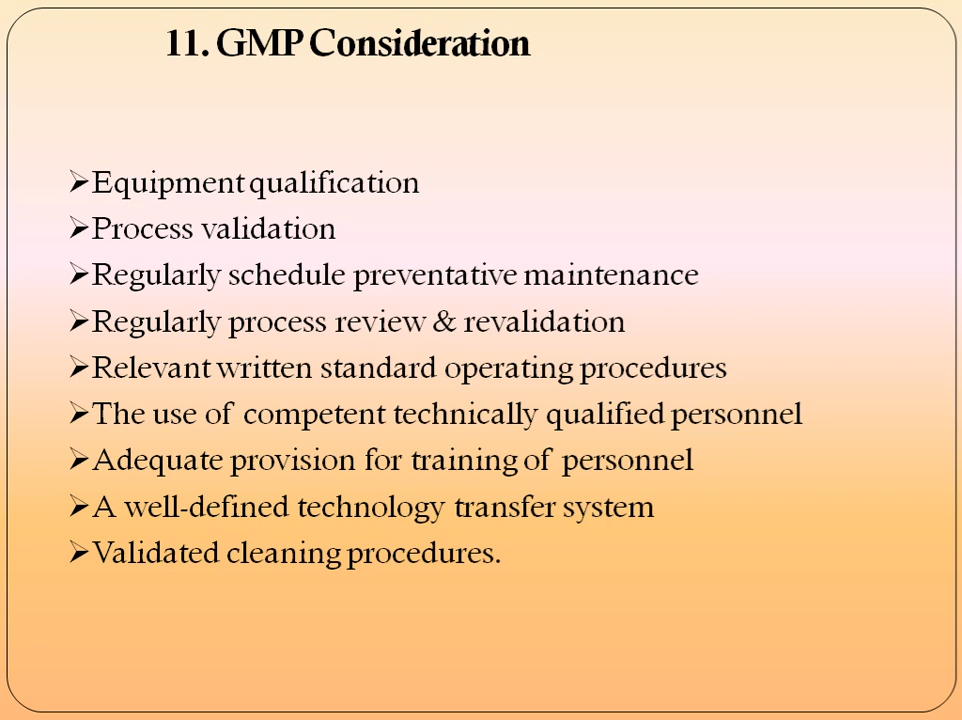 11. GMP Consideration
➢Equipment qualification
➢Process validation
➢Regularly schedule preventative maintenance
➢Regularly process review & revalidation
➢Relevant written standard operating procedures
➢The use of competent technically qualified personnel
➢Adequate provision for training of personnel
➢A well-defined technology transfer system
➢Validated cleaning procedures.